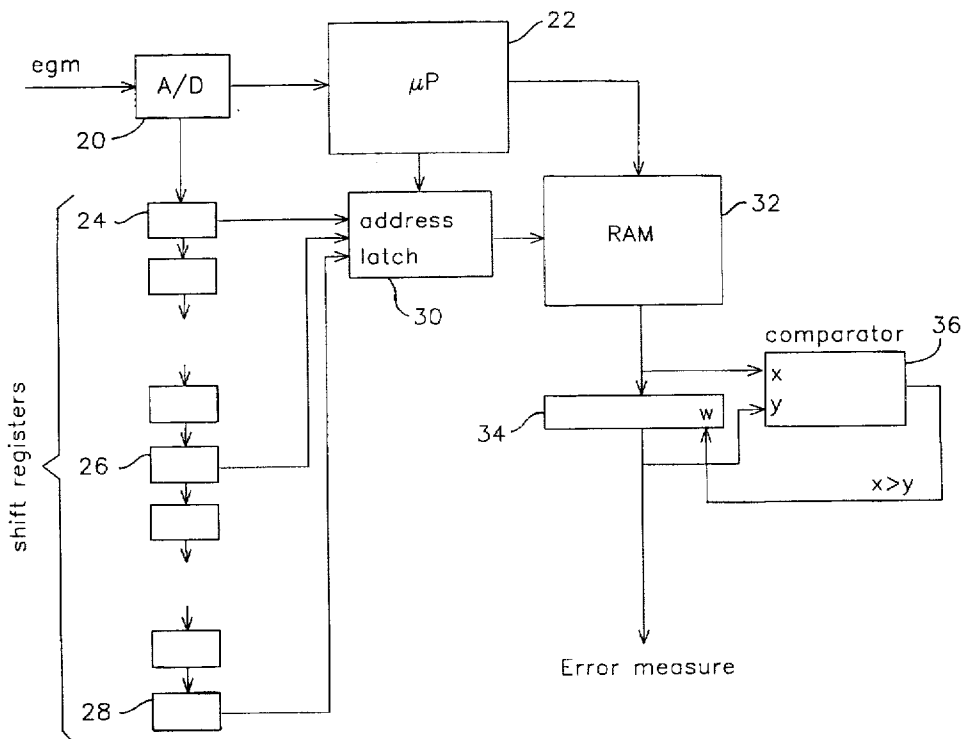 22
egm
A/D
μP
20
24
address
latch
30
RAM
32
shift registers
26
comparator
36
x
y
34
w
x>y
28
Error measure